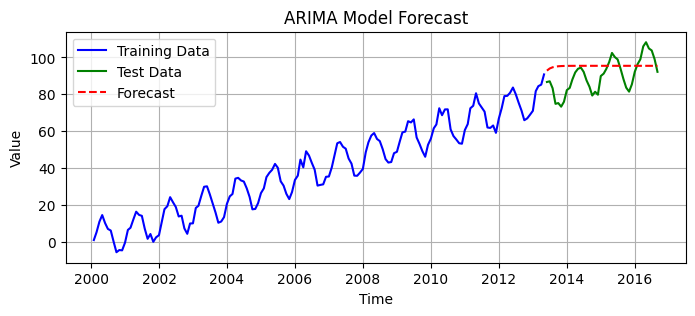 ARIMA Model Forecast
Training Data
Test Data
Forecast
Value
100
80
60
40
20
0
2000 2002 2004 2006 2008 2010 2012 2014 2016
Time